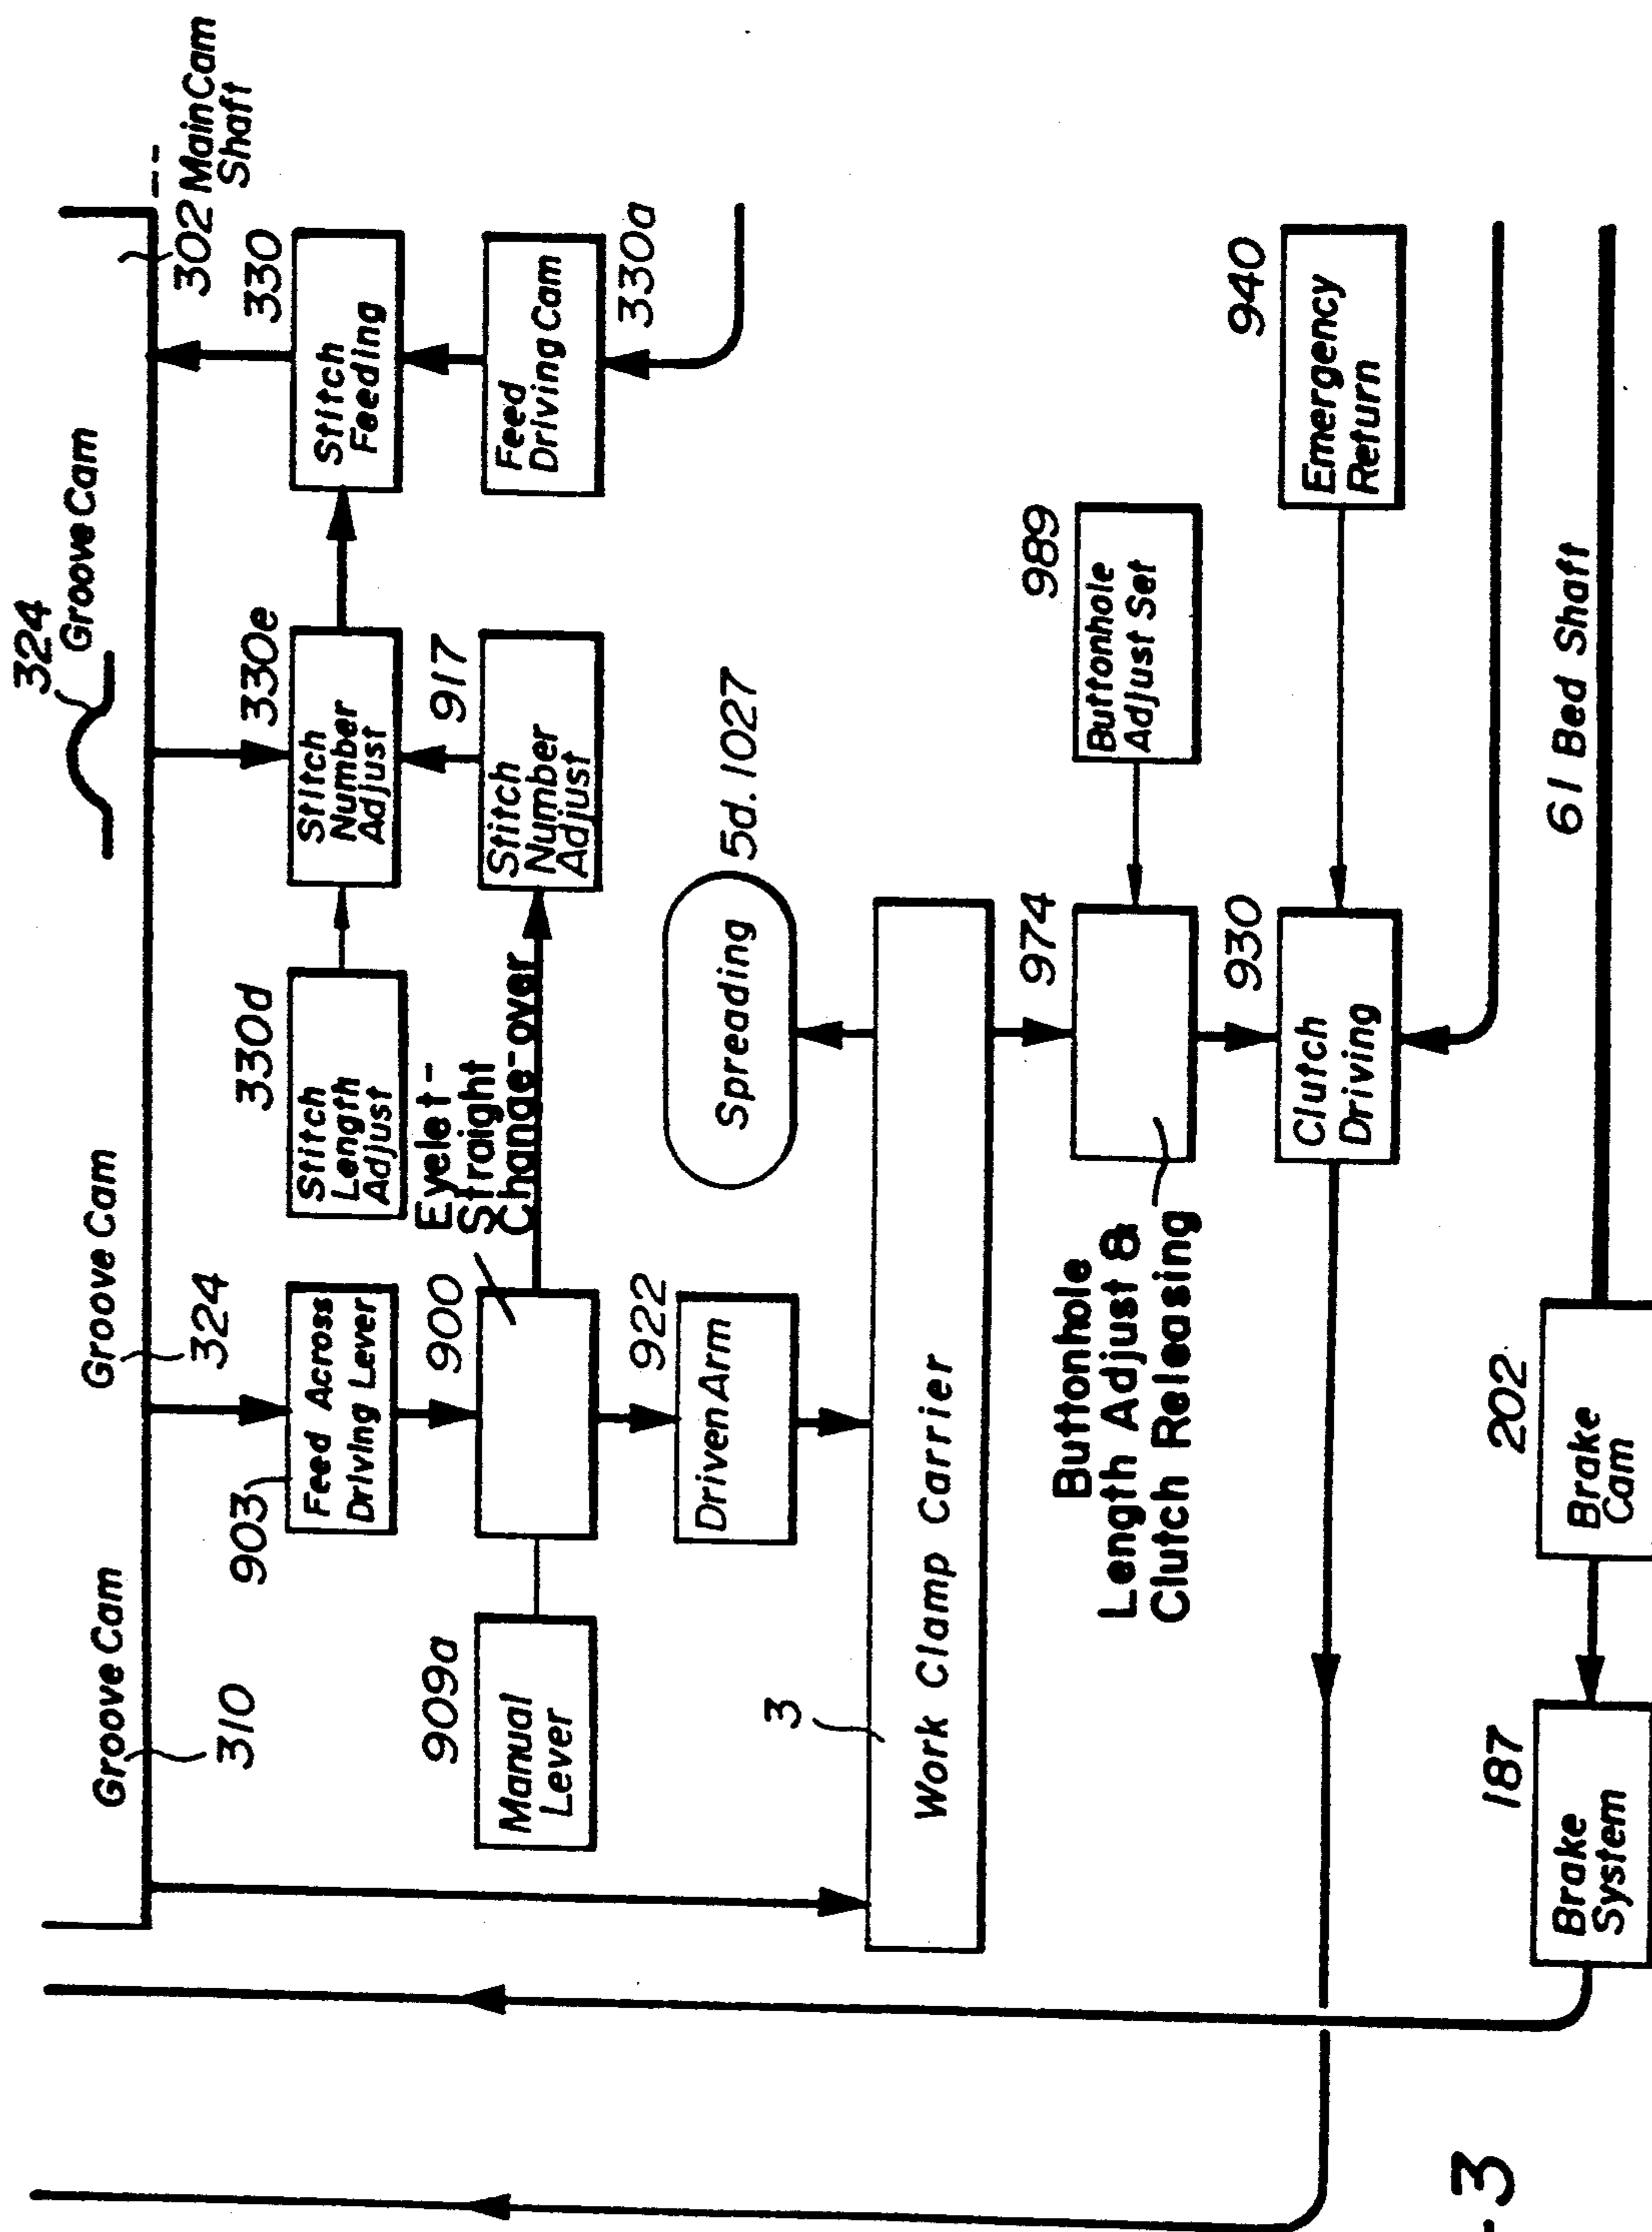 Groove Cam
310
Groove Cam
324
324
Groove Cam
302 Main Cam
Shaft
903
Feed Across
Driving Lever
330d
Stitch
Length
Adjust
330e
Stitch
Number
Adjust
330
Stitch
Feeding
909a
Manual
Lever
900
Eyelet-
Straight
Change-over
917
Stitch
Number
Adjust
Feed
Driving Cam
330a
922
Driven Arm
Spreading
5d. 1027
3
Work Clamp Carrier
974
989
Buttonhole
Adjust Set
Buttonhole
Length Adjust &
Clutch Releasing
930
Clutch
Driving
940
Emergency
Return
187
Brake
System
202
Brake
Cam
61 Bed Shaft
-3